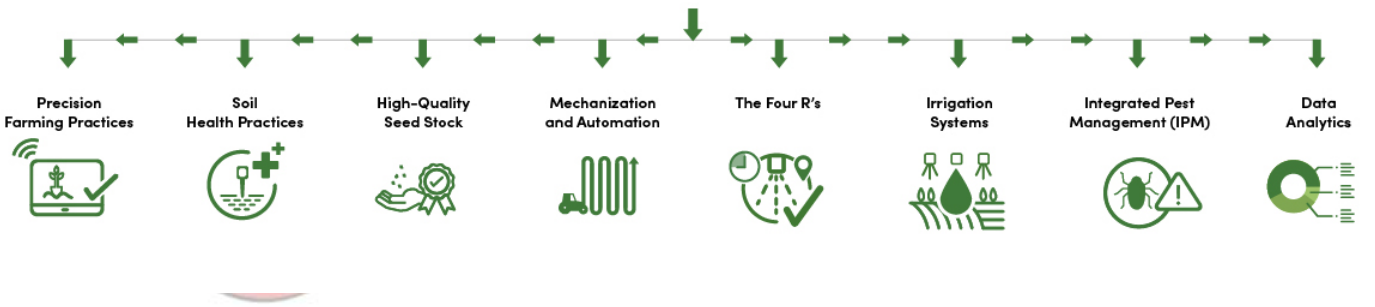 Precision
Farming Practices
Soil
Health Practices
High-Quality
Seed Stock
Mechanization
and Automation
The Four R's
Irrigation
Systems
Integrated Pest
Management (IPM)
Data
Analytics